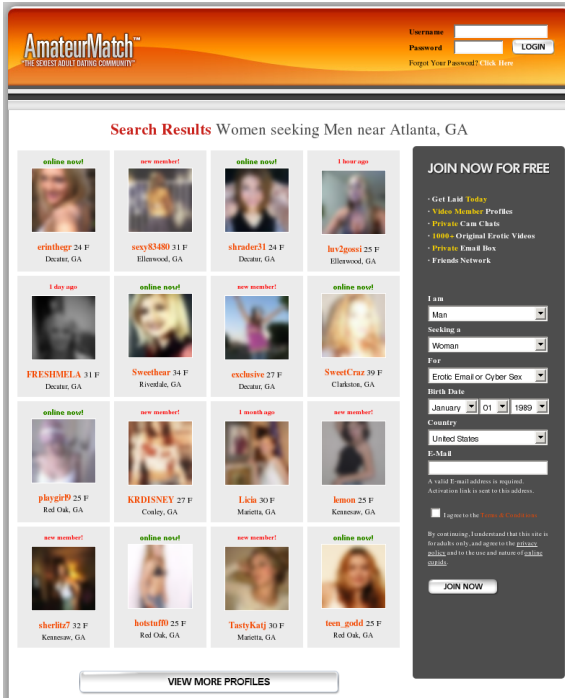 AmateurMatch™
"THE SEXIEST ADULT DATING COMMUNITY"
Username
Password
LOGIN
Forgot Your Password? Click Here
Search Results Women seeking Men near Atlanta, GA
online now!
erinthegr 24 F
Decatur, GA
new member!
sexy83480 31 F
Ellenwood, GA
online now!
shrader31 24 F
Decatur, GA
1 hour ago
luv2gossi 25 F
Ellenwood, GA
1 day ago
FRESHMELA 31 F
Decatur, GA
online now!
Sweethear 34 F
Riverdale, GA
new member!
exclusive 27 F
Decatur, GA
online now!
SweetCraz 39 F
Clarkston, GA
online now!
playgirl9 25 F
Red Oak, GA
new member!
KRDISNEY 27 F
Conley, GA
1 month ago
Licia 30 F
Marietta, GA
new member!
lemon 25 F
Kennesaw, GA
new member!
sherlitz7 32 F
Kennesaw, GA
online now!
hotstuff0 25 F
Red Oak, GA
new member!
TastyKatj 30 F
Marietta, GA
online now!
teen_godd 25 F
Red Oak, GA
VIEW MORE PROFILES
JOIN NOW FOR FREE
· Get Laid Today
· Video Member Profiles
· Private Cam Chats
· 1000+ Original Erotic Videos
· Private Email Box
· Friends Network
I am
Man
Seeking a
Woman
For
Erotic Email or Cyber Sex
Birth Date
January 01 1989
Country
United States
E-Mail
A valid E-mail address is required.
Activation link is sent to this address.
I agree to the Terms & Conditions
By continuing, I understand that this site is
for adults only, and agree to the privacy
policy and to the use and nature of online
cupids.
JOIN NOW